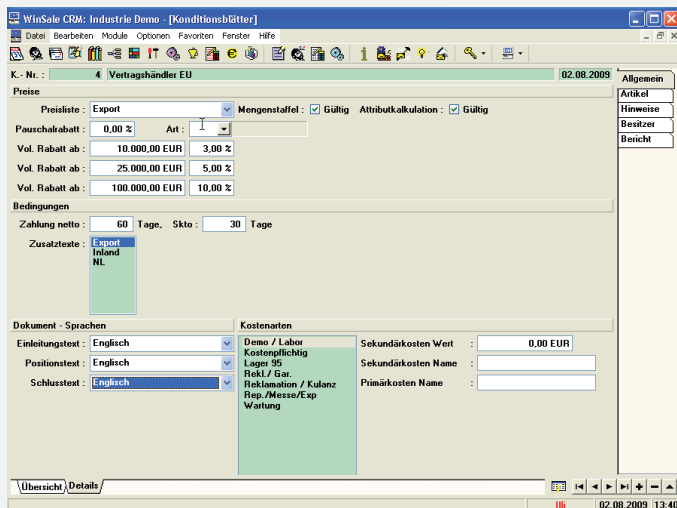 WinSale CRM: Industrie Demo - [Konditionsblätter]
Datei Bearbeiten Module Optionen Favoriten Fenster Hilfe
K.- Nr. : 4 Vertragshändler EU 02.08.2009
Allgemein
Artikel
Hinweise
Besitzer
Bericht
Preise
Preisliste : Export Mengenstaffel : Gültig Attributkalkulation : Gültig
Pauschalrabatt : 0,00 % Art :
Vol. Rabatt ab : 10.000,00 EUR 3,00 %
Vol. Rabatt ab : 25.000,00 EUR 5,00 %
Vol. Rabatt ab : 100.000,00 EUR 10,00 %
Bedingungen
Zahlung netto : 60 Tage, Skto : 30 Tage
Zusatztexte : Export
Inland
NL
Dokument - Sprachen
Einleitungstext : Englisch
Positionstext : Englisch
Schlusstext : Englisch
Kostenarten
Demo / Labor
Kostenpflichtig
Lager 95
Rekl./ Gar.
Reklamation / Kulanz
Rep./Messe/Exp
Wartung
Sekundärkosten Wert : 0,00 EUR
Sekundärkosten Name :
Primärkosten Name :
Übersicht Details
02.08.2009 13:40